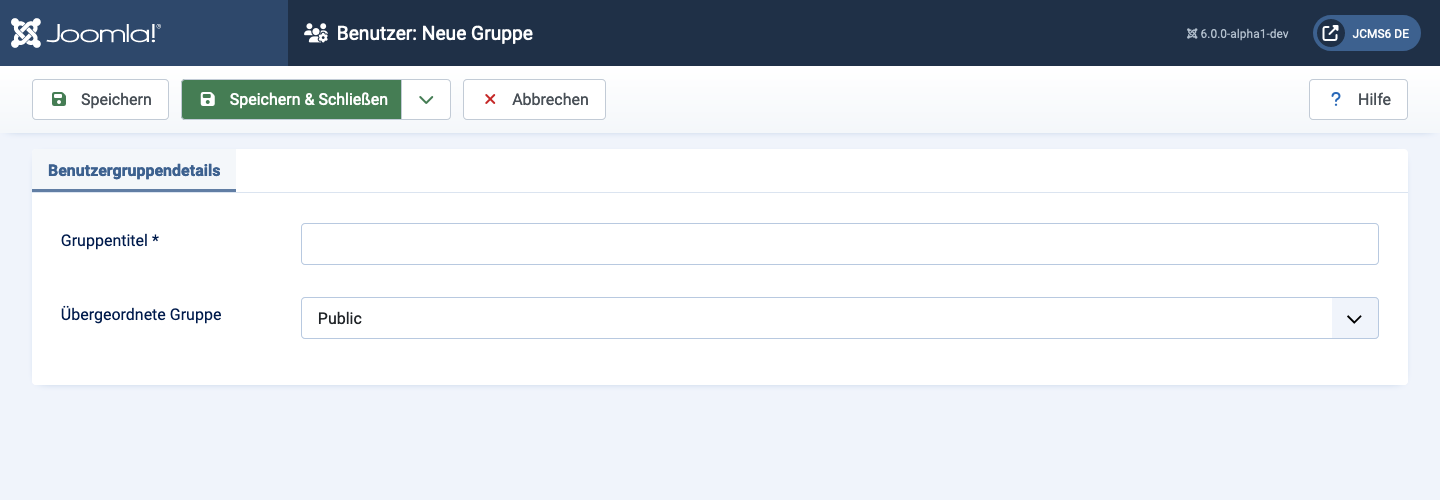 Joomla!®
Benutzer: Neue Gruppe
6.0.0-alpha1-dev
JCMS6 DE
Speichern
Speichern & Schließen
Abbrechen
? Hilfe
Benutzergruppendetails
Gruppentitel *
Übergeordnete Gruppe
Public